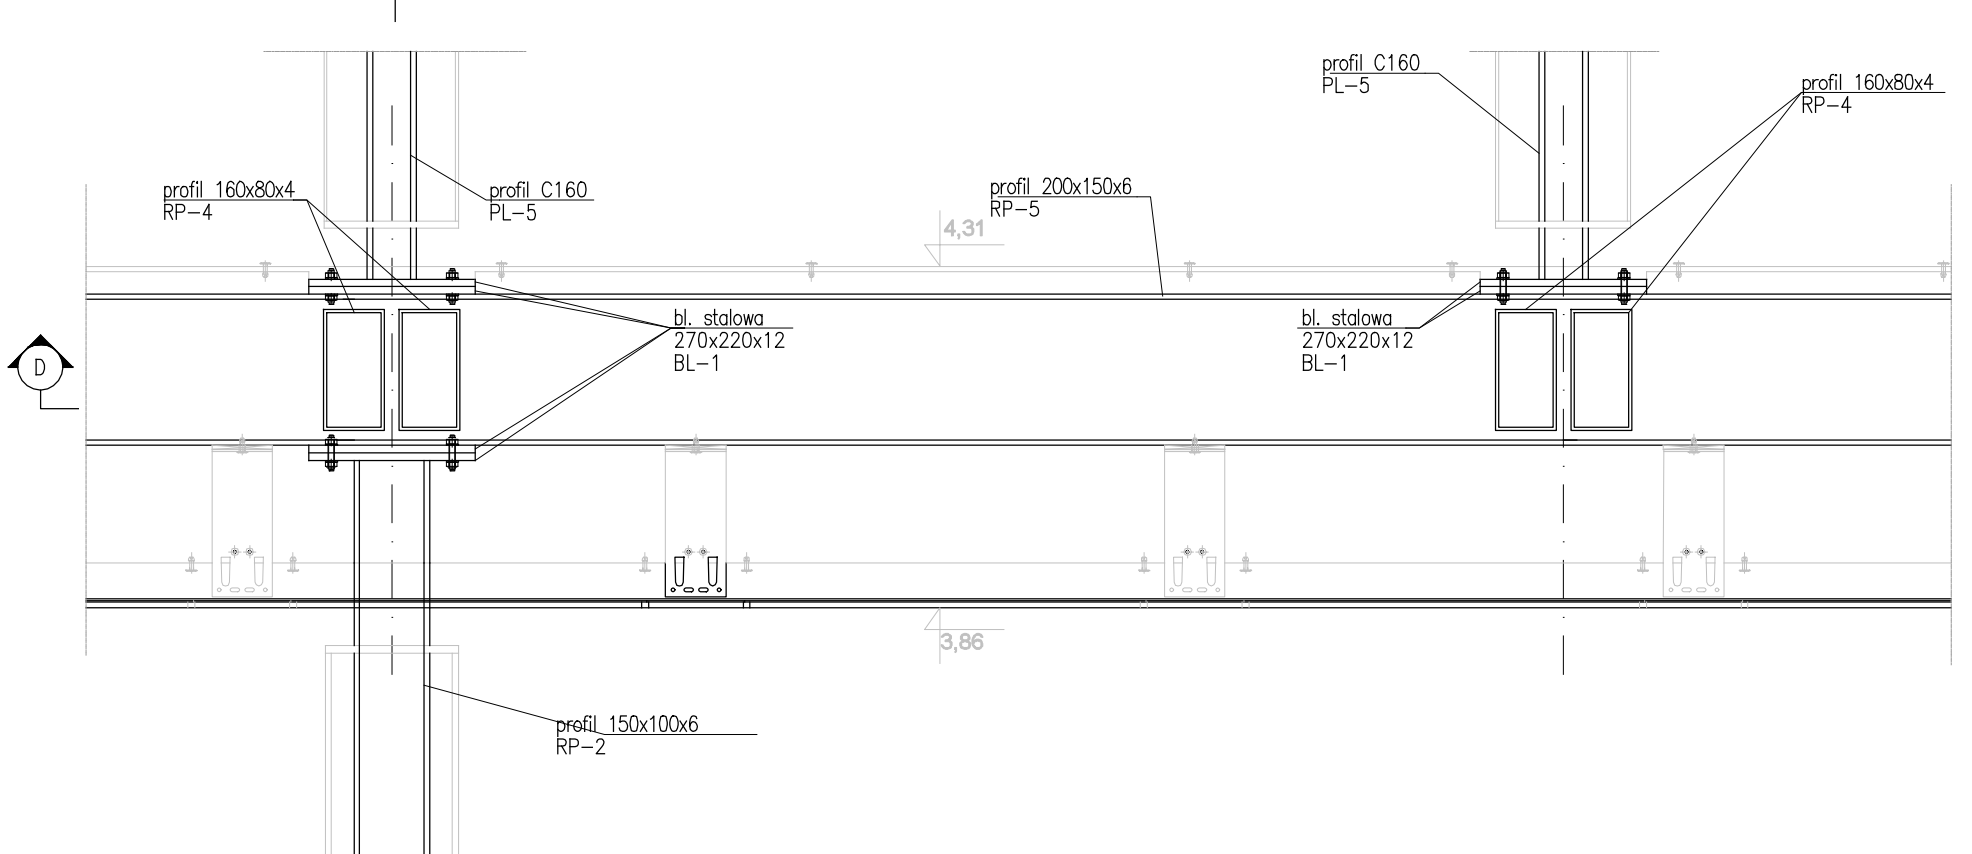 profil C160
PL-5
profil 160x80x4
RP-4
profil 160x80x4
RP-4
profil C160
PL-5
profil 200x150x6
RP-5
4,31
bl. stalowa
270x220x12
BL-1
bl. stalowa
270x220x12
BL-1
D
3,86
profil 150x100x6
RP-2